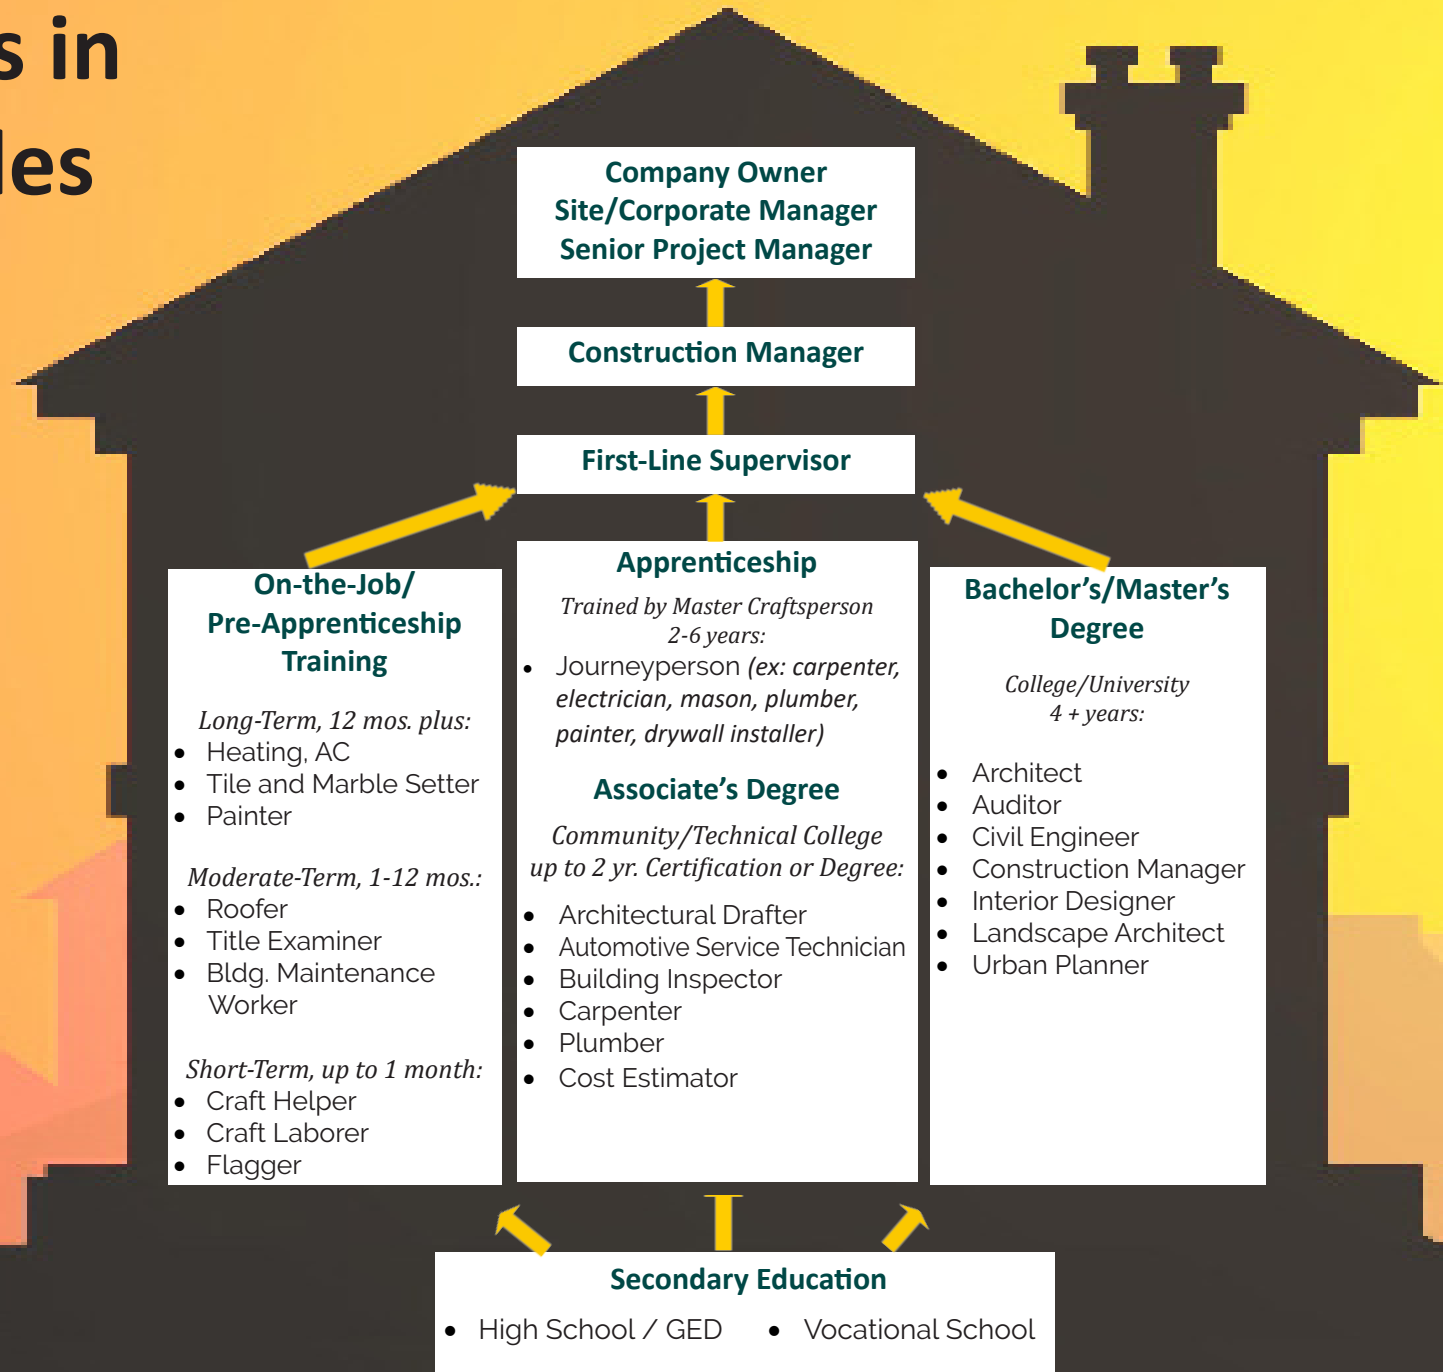 s in
les
Company Owner
Site/Corporate Manager
Senior Project Manager
Construction Manager
First-Line Supervisor
On-the-Job/
Pre-Apprenticeship
Training
Long-Term, 12 mos. plus:
• Heating, AC
• Tile and Marble Setter
• Painter
Moderate-Term, 1-12 mos.:
• Roofer
• Title Examiner
• Bldg. Maintenance
Worker
Short-Term, up to 1 month:
• Craft Helper
• Craft Laborer
• Flagger
Apprenticeship
Trained by Master Craftsperson
2-6 years:
• Journeyperson (ex: carpenter,
electrician, mason, plumber,
painter, drywall installer)
Associate's Degree
Community/Technical College
up to 2 yr. Certification or Degree:
• Architectural Drafter
• Automotive Service Technician
• Building Inspector
• Carpenter
• Plumber
• Cost Estimator
Bachelor's/Master's
Degree
College/University
4 + years:
• Architect
• Auditor
• Civil Engineer
• Construction Manager
• Interior Designer
• Landscape Architect
• Urban Planner
Secondary Education
• High School / GED • Vocational School